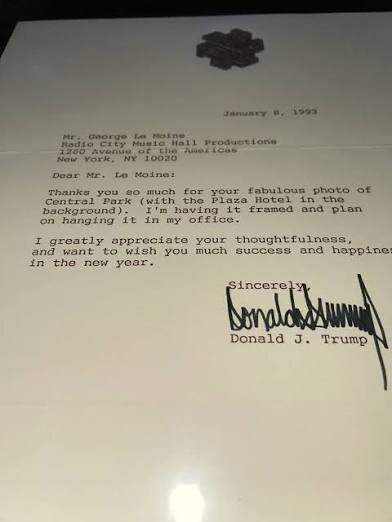 January 8, 1993
Mr. George Le Moine
Radio City Music Hall Productions
1260 Avenue of the Americas
New York, NY 10020
Dear Mr. Le Moine:
Thanks you so much for your fabulous photo of
Central Park (with the Plaza Hotel in the
background). I'm having it framed and plan
on hanging it in my office.
I greatly appreciate your thoughtfulness,
and want to wish you much success and happines
in the new year.
Sincerely,
Donald J. Trump